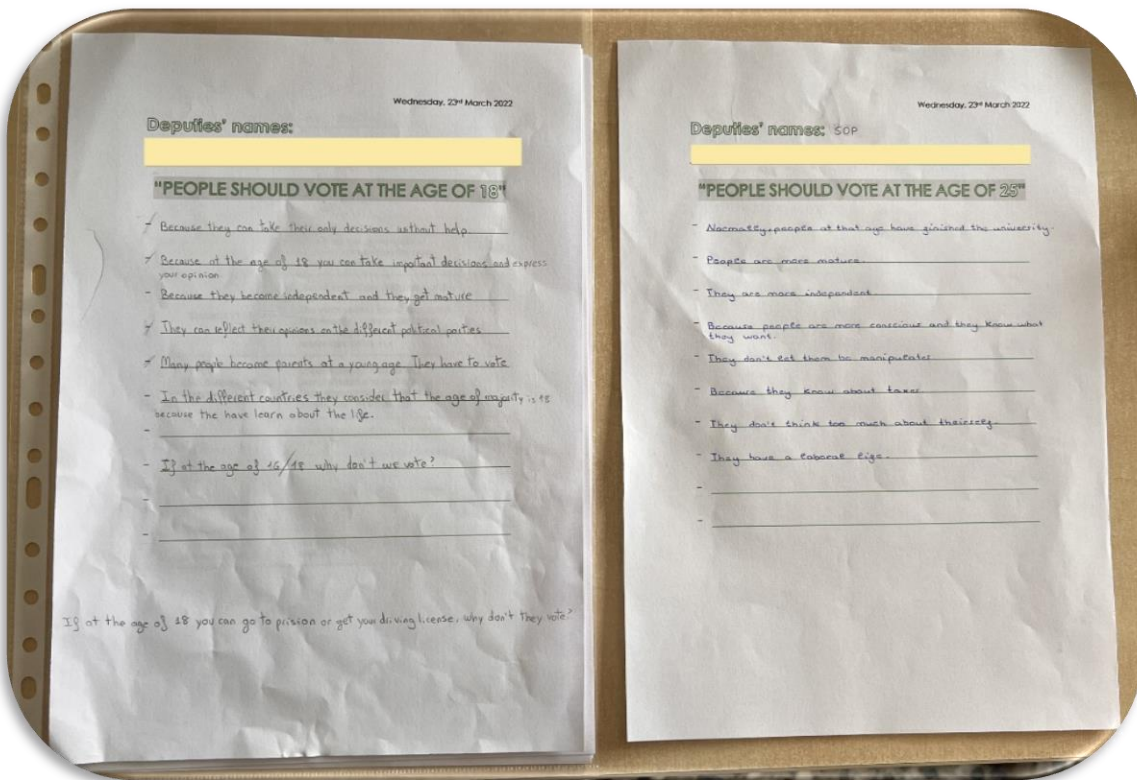 Wednesday, 23rd March 2022
Deputies' names:
"PEOPLE SHOULD VOTE AT THE AGE OF 18"
- Because they can take their only decisions without help
- Because at the age of 18 you can take important decisions and express
your opinion
- Because they become independent and they get mature
- They can reflect their opinions on the different political parties
- Many people become parents at a young age. They have to vote
- In the different countries they consider that the age of majority is 18
because the have learn about the life.
-
- If at the age of 16/18 why don't we vote?
-
-
If at the age of 18 you can go to prision or get your driving license, why don't they vote?
Wednesday, 23rd March 2022
Deputies' names: SOP
"PEOPLE SHOULD VOTE AT THE AGE OF 25"
- Normally, people at that age have finished the university.
- People are more mature.
- They are more independent.
- Because people are more conscious and they know what
they want.
- They don't let them be manipulated
- Because they know about taxes
- They don't think too much about
- They have a laboral life.
-
-